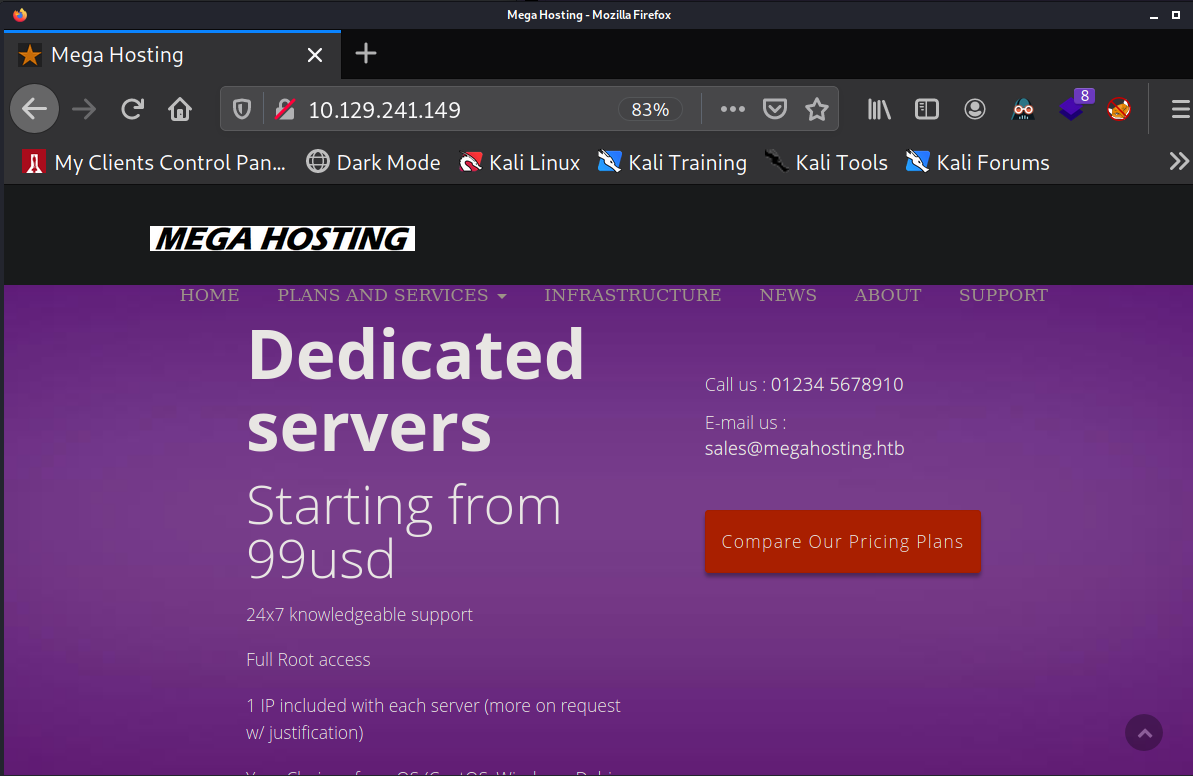 Mega Hosting - Mozilla Firefox
Mega Hosting
10.129.241.149
83%
8
My Clients Control Pan...
Dark Mode
Kali Linux
Kali Training
Kali Tools
Kali Forums
MEGA HOSTING
HOME
PLANS AND SERVICES
INFRASTRUCTURE
NEWS
ABOUT
SUPPORT
Dedicated
servers
Starting from
99usd
24x7 knowledgeable support
Full Root access
1 IP included with each server (more on request
w/ justification)
Call us : 01234 5678910
E-mail us :
sales@megahosting.htb
Compare Our Pricing Plans